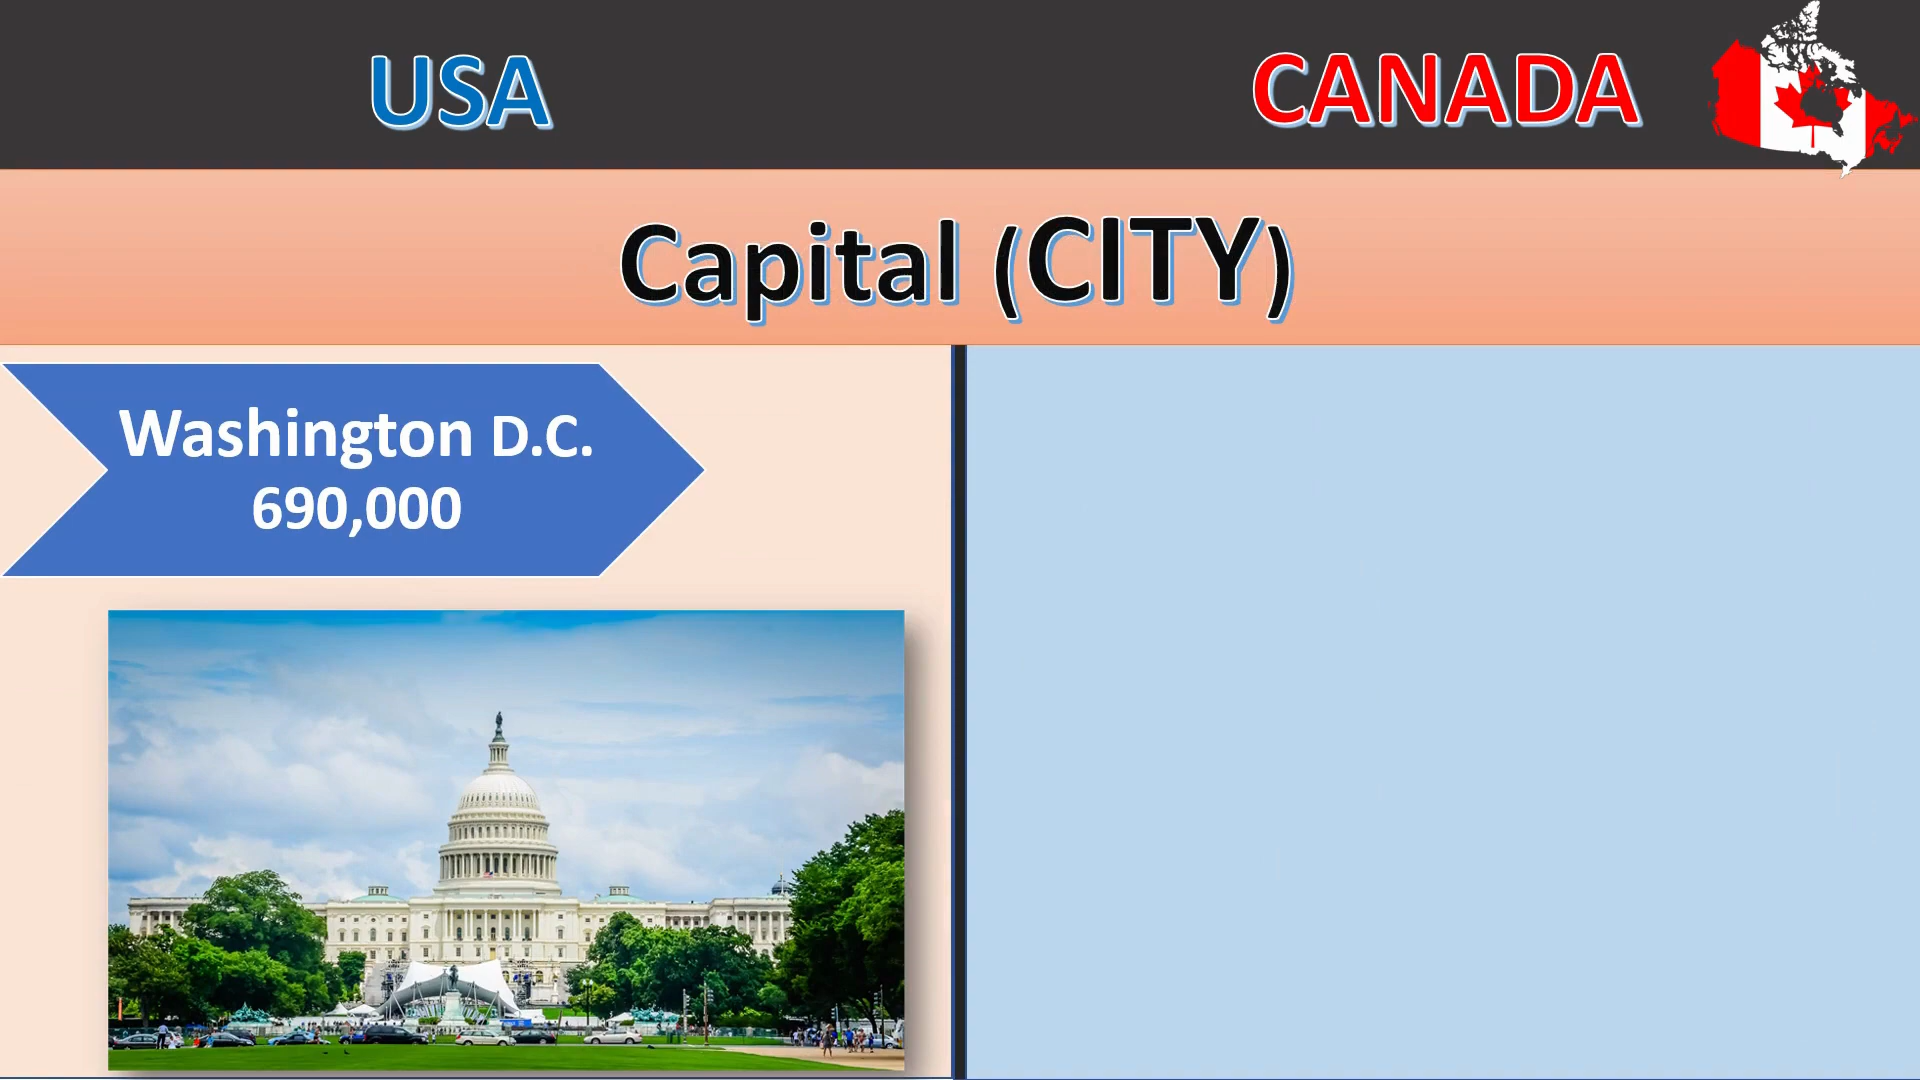 USA
CANADA
Capital (CITY)
Washington D.C.
690,000